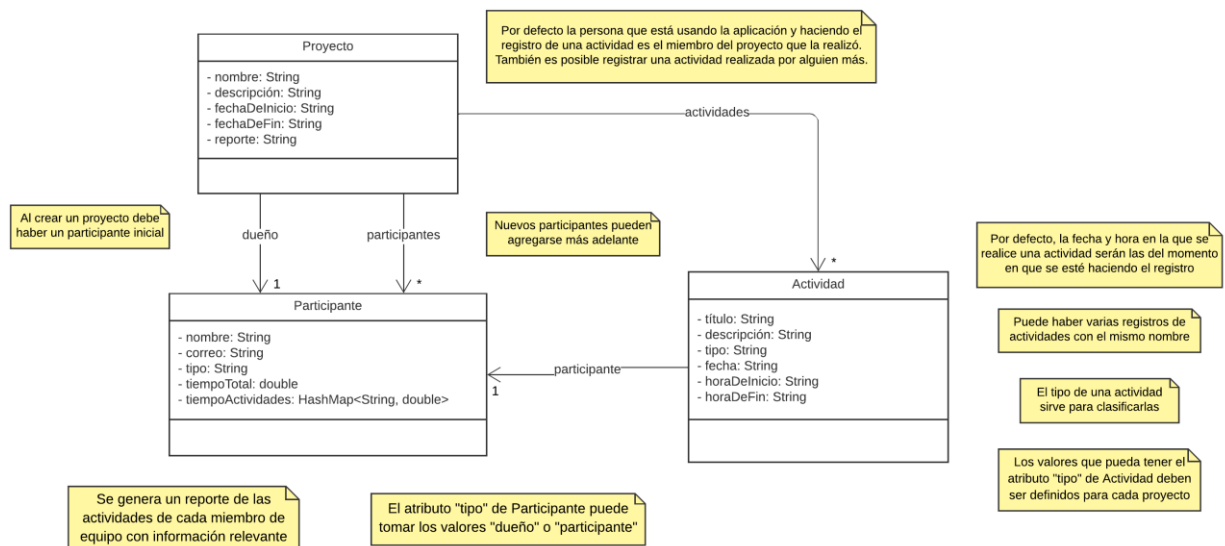 Proyecto
- nombre: String
- descripción: String
- fechaDeInicio: String
- fechaDeFin: String
- reporte: String
Por defecto la persona que está usando la aplicación y haciendo el
registro de una actividad es el miembro del proyecto que la realizó.
También es posible registrar una actividad realizada por alguien más.
actividades
Al crear un proyecto debe
haber un participante inicial
dueño
participantes
Nuevos participantes pueden
agregarse más adelante
1
*
*
Por defecto, la fecha y hora en la que se
realice una actividad serán las del momento
en que se esté haciendo el registro
Participante
- nombre: String
- correo: String
- tipo: String
- tiempoTotal: double
- tiempoActividades: HashMap<String, double>
participante
1
Actividad
- título: String
- descripción: String
- tipo: String
- fecha: String
- horaDeInicio: String
- horaDeFin: String
Puede haber varias registros de
actividades con el mismo nombre
El tipo de una actividad
sirve para clasificarlas
Los valores que pueda tener el
atributo "tipo" de Actividad deben
ser definidos para cada proyecto
Se genera un reporte de las
actividades de cada miembro de
equipo con información relevante
El atributo "tipo" de Participante puede
tomar los valores "dueño" o "participante"